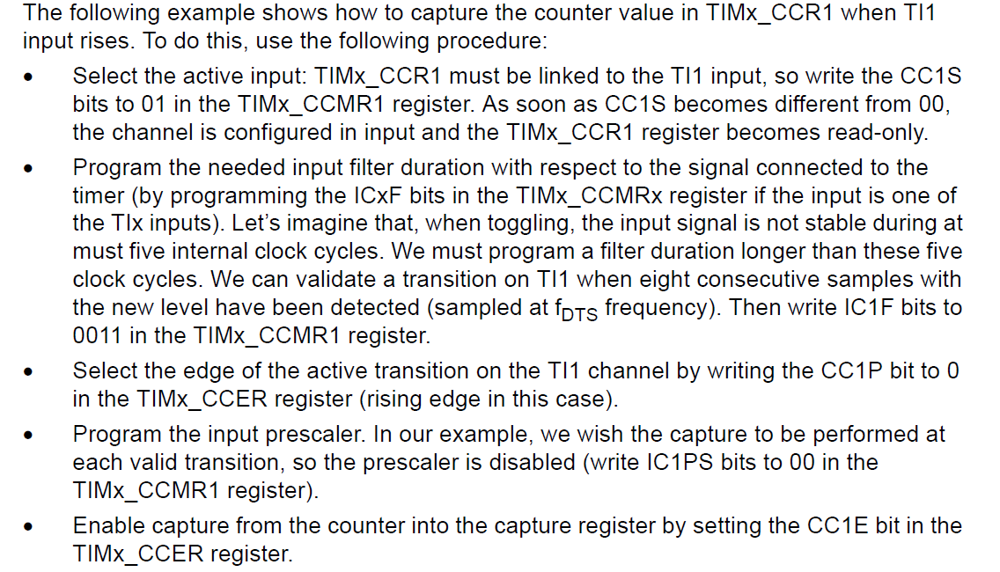 The following example shows how to capture the counter value in TIMx_CCR1 when TI1
input rises. To do this, use the following procedure:
• Select the active input: TIMx_CCR1 must be linked to the TI1 input, so write the CC1S
bits to 01 in the TIMx_CCMR1 register. As soon as CC1S becomes different from 00,
the channel is configured in input and the TIMx_CCR1 register becomes read-only.
• Program the needed input filter duration with respect to the signal connected to the
timer (by programming the ICxF bits in the TIMx_CCMRx register if the input is one of
the TIx inputs). Let’s imagine that, when toggling, the input signal is not stable during at
must five internal clock cycles. We must program a filter duration longer than these five
clock cycles. We can validate a transition on TI1 when eight consecutive samples with
the new level have been detected (sampled at fDTS frequency). Then write IC1F bits to
0011 in the TIMx_CCMR1 register.
• Select the edge of the active transition on the TI1 channel by writing the CC1P bit to 0
in the TIMx_CCER register (rising edge in this case).
• Program the input prescaler. In our example, we wish the capture to be performed at
each valid transition, so the prescaler is disabled (write IC1PS bits to 00 in the
TIMx_CCMR1 register).
• Enable capture from the counter into the capture register by setting the CC1E bit in the
TIMx_CCER register.